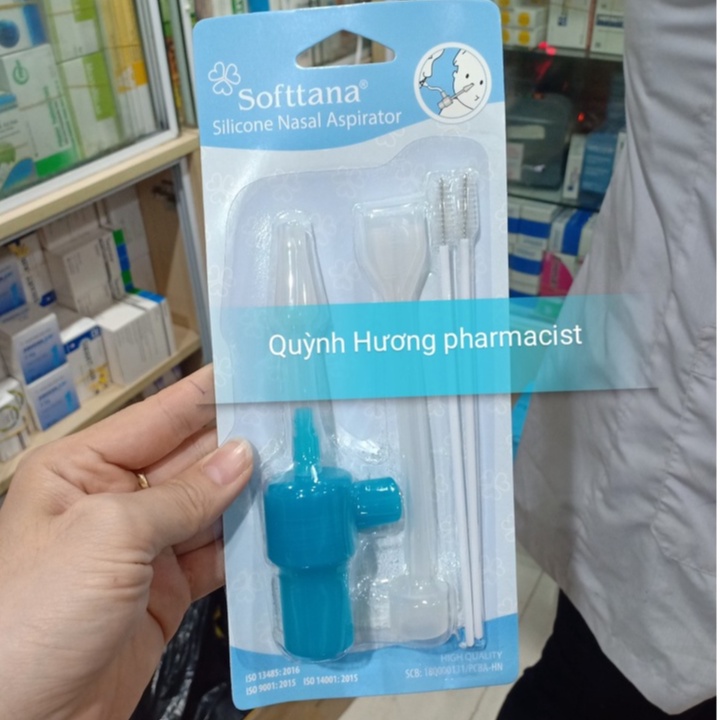 Softtana®
Silicone Nasal Aspirator
Quỳnh Hương pharmacist
ISO 13485: 2016
ISO 9001: 2015 ISO 14001: 2015
HIGH QUALITY